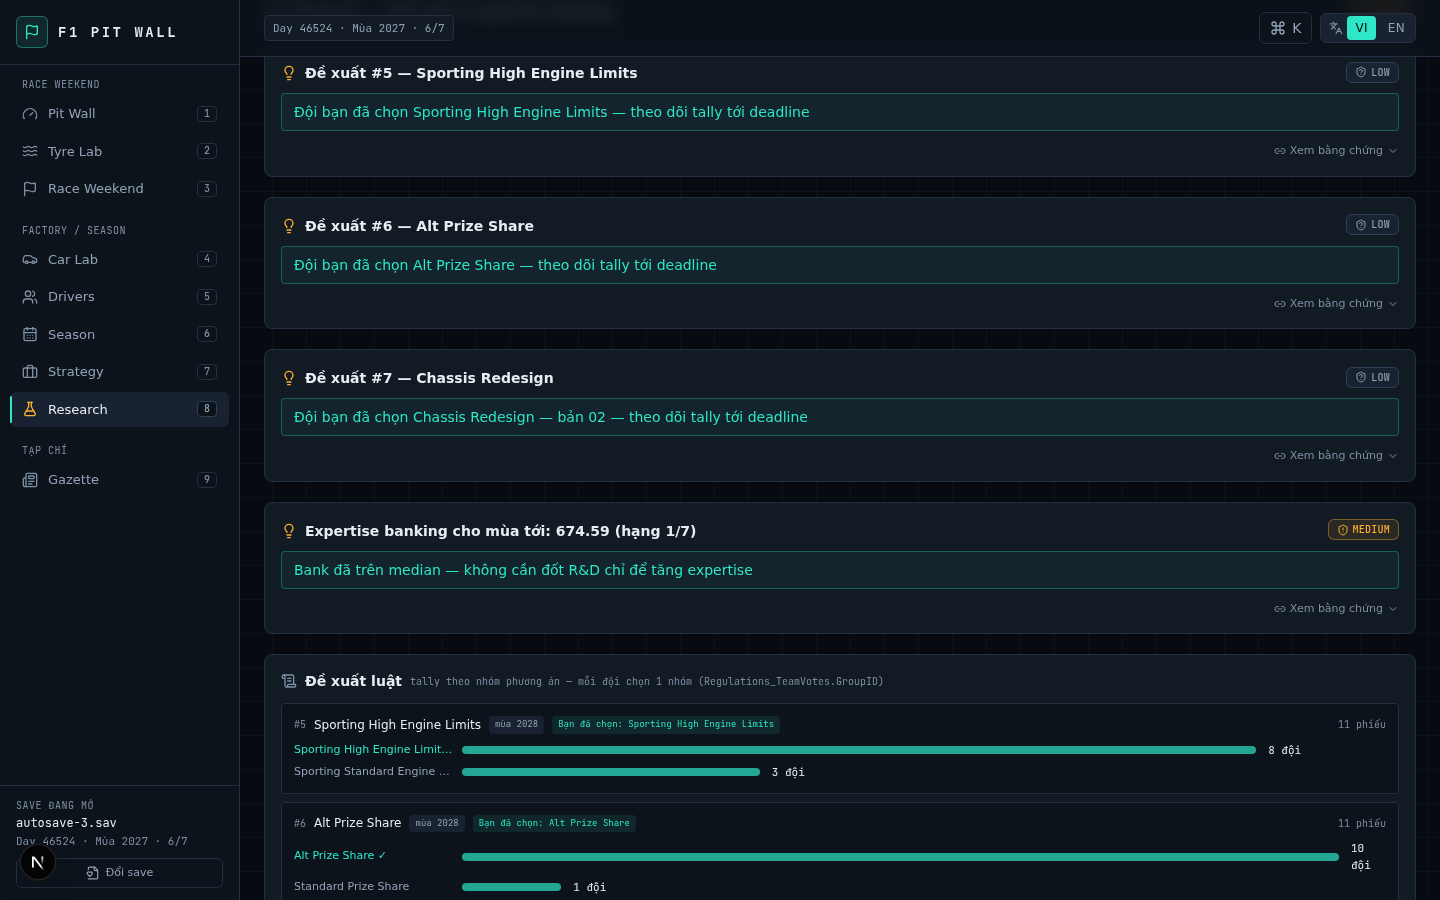 F1 PIT WALL
Day 46524 · Mùa 2027 · 6/7
⌘ K
VI
EN
RACE WEEKEND
Pit Wall 1
Tyre Lab 2
Race Weekend 3
FACTORY / SEASON
Car Lab 4
Drivers 5
Season 6
Strategy 7
Research 8
TẠP CHÍ
Gazette 9
SAVE ĐANG MỞ
autosave-3.sav
Day 46524 · Mùa 2027 · 6/7
N
Đổi save
Đề xuất #5 — Sporting High Engine Limits
LOW
Đội bạn đã chọn Sporting High Engine Limits — theo dõi tally tới deadline
Xem bằng chứng
Đề xuất #6 — Alt Prize Share
LOW
Đội bạn đã chọn Alt Prize Share — theo dõi tally tới deadline
Xem bằng chứng
Đề xuất #7 — Chassis Redesign
LOW
Đội bạn đã chọn Chassis Redesign — bản 02 — theo dõi tally tới deadline
Xem bằng chứng
Expertise banking cho mùa tới: 674.59 (hạng 1/7)
MEDIUM
Bank đã trên median — không cần đốt R&D chỉ để tăng expertise
Xem bằng chứng
Đề xuất luật tally theo nhóm phương án — mỗi đội chọn 1 nhóm (Regulations_TeamVotes.GroupID)
#5 Sporting High Engine Limits mùa 2028 Bạn đã chọn: Sporting High Engine Limits 11 phiếu
Sporting High Engine Limit... 8 đội
Sporting Standard Engine ... 3 đội
#6 Alt Prize Share mùa 2028 Bạn đã chọn: Alt Prize Share 11 phiếu
Alt Prize Share ✓ 10 đội
Standard Prize Share 1 đội